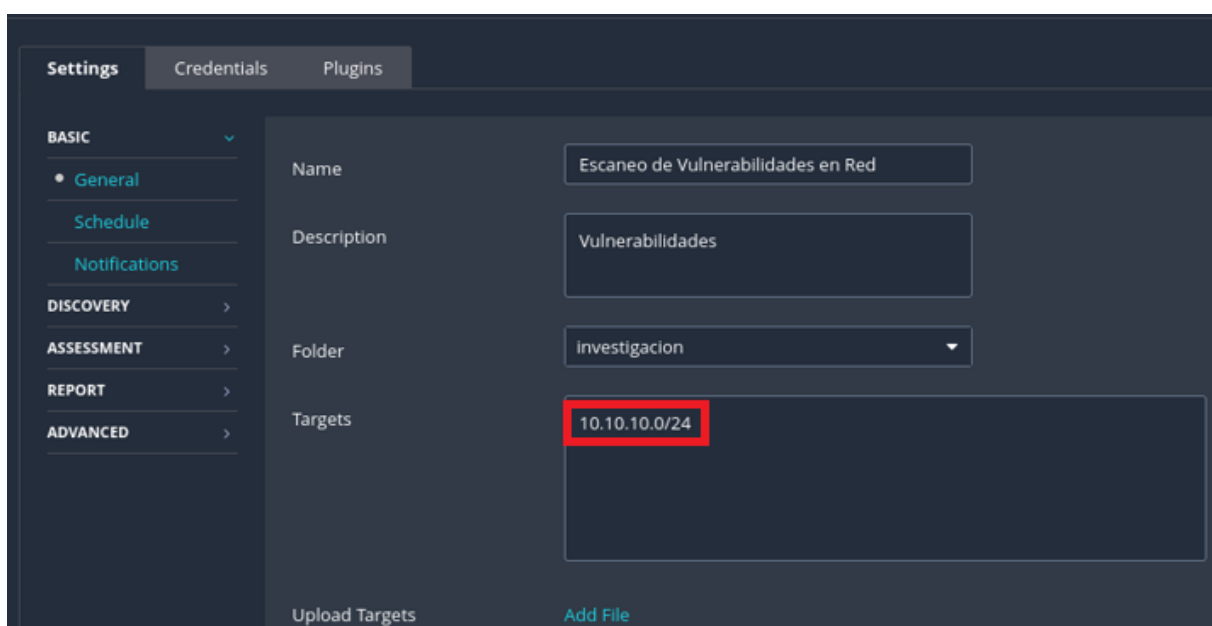 Settings Credentials Plugins
BASIC
General
Schedule
Notifications
DISCOVERY
ASSESSMENT
REPORT
ADVANCED
Name Escaneo de Vulnerabilidades en Red
Description Vulnerabilidades
Folder investigacion
Targets 10.10.10.0/24
Upload Targets Add File